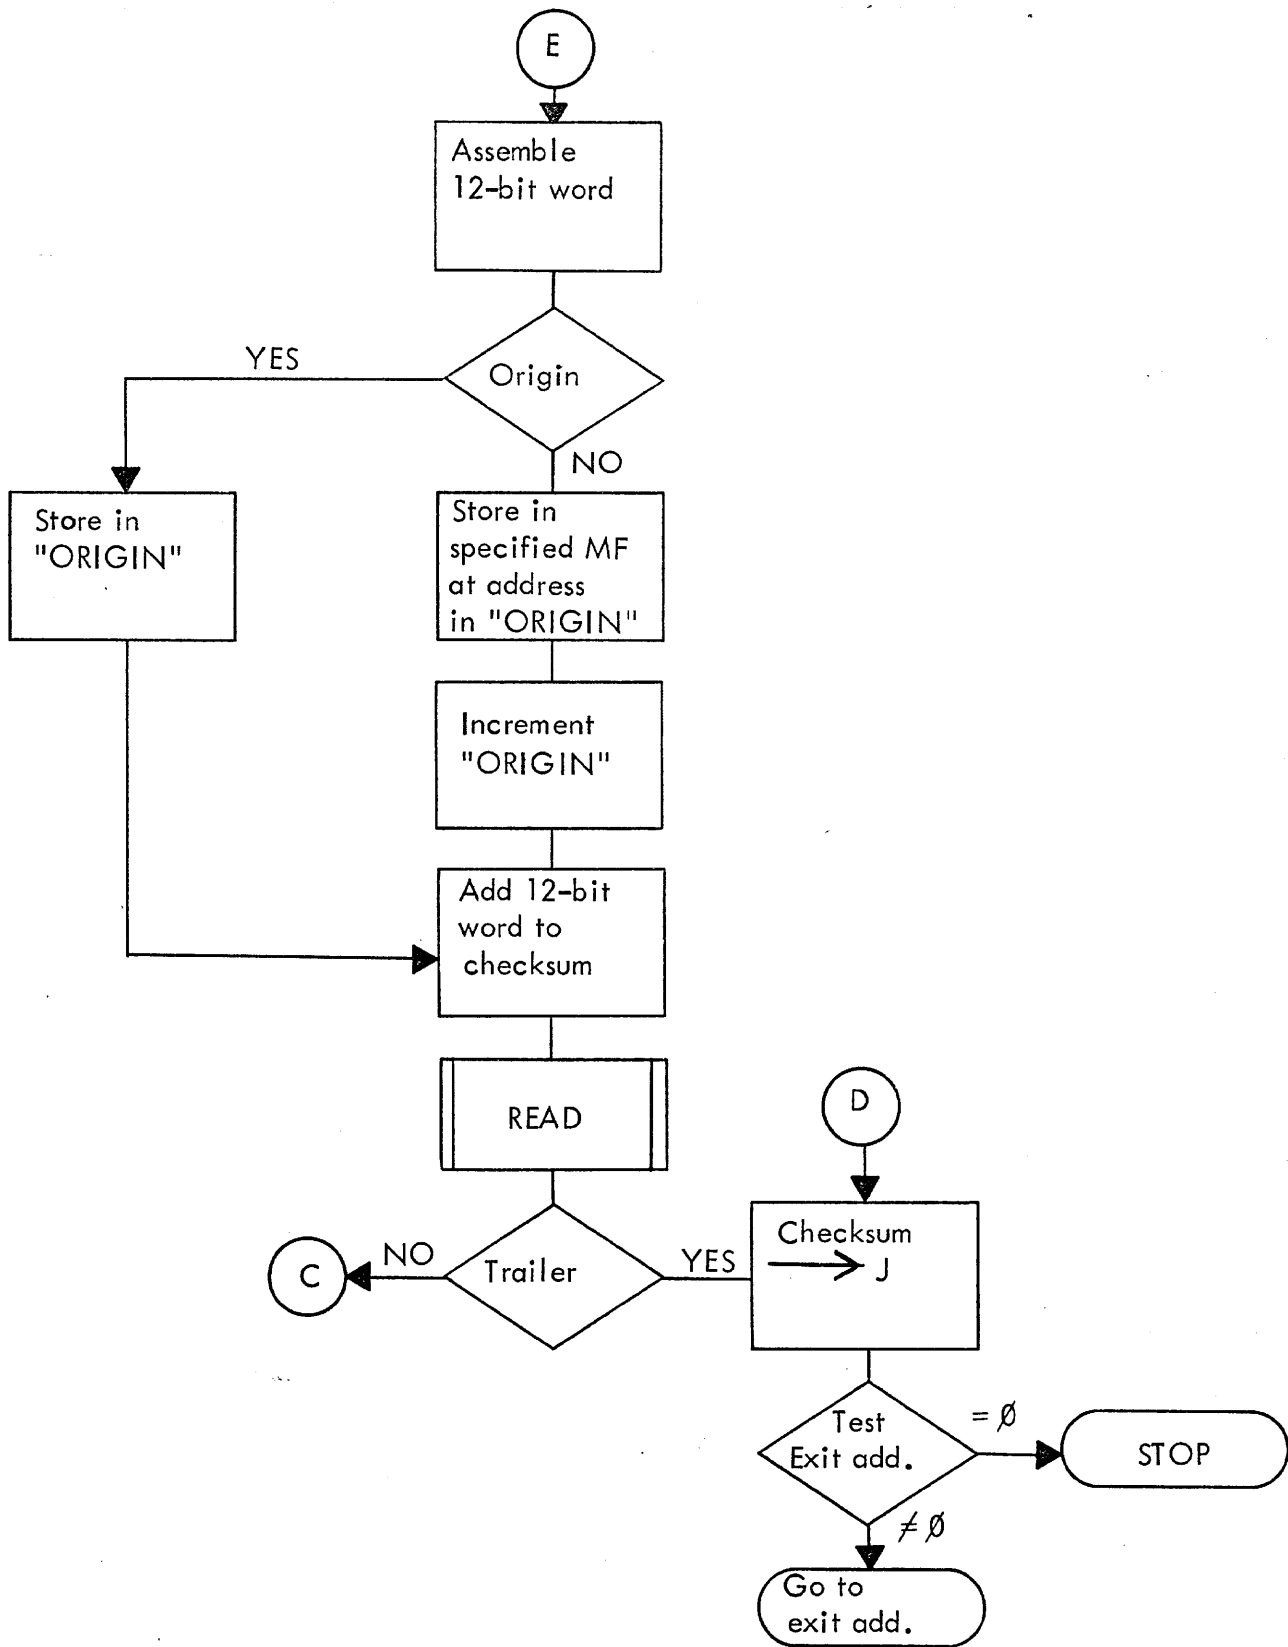 E
Assemble
12-bit word
Origin
YES
NO
Store in
"ORIGIN"
Store in
specified MF
at address
in "ORIGIN"
Increment
"ORIGIN"
Add 12-bit
word to
checksum
READ
D
Trailer
NO
C
YES
Checksum
→ J
Test
Exit add.
= Ø
STOP
≠ Ø
Go to
exit add.